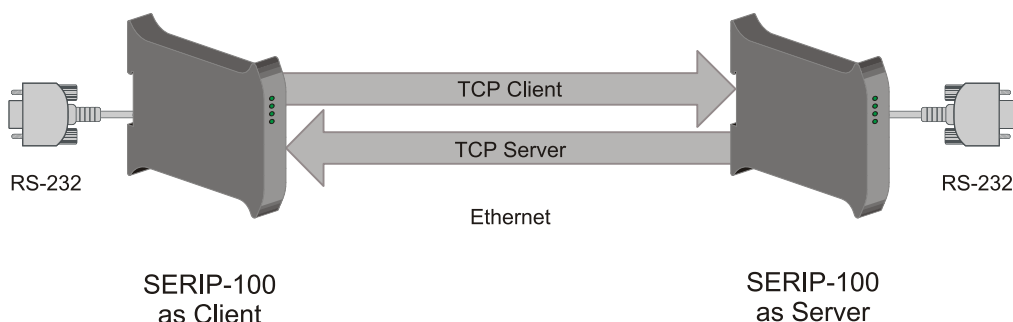 TCP Client
TCP Server
RS-232
RS-232
Ethernet
SERIP-100
as Client
SERIP-100
as Server